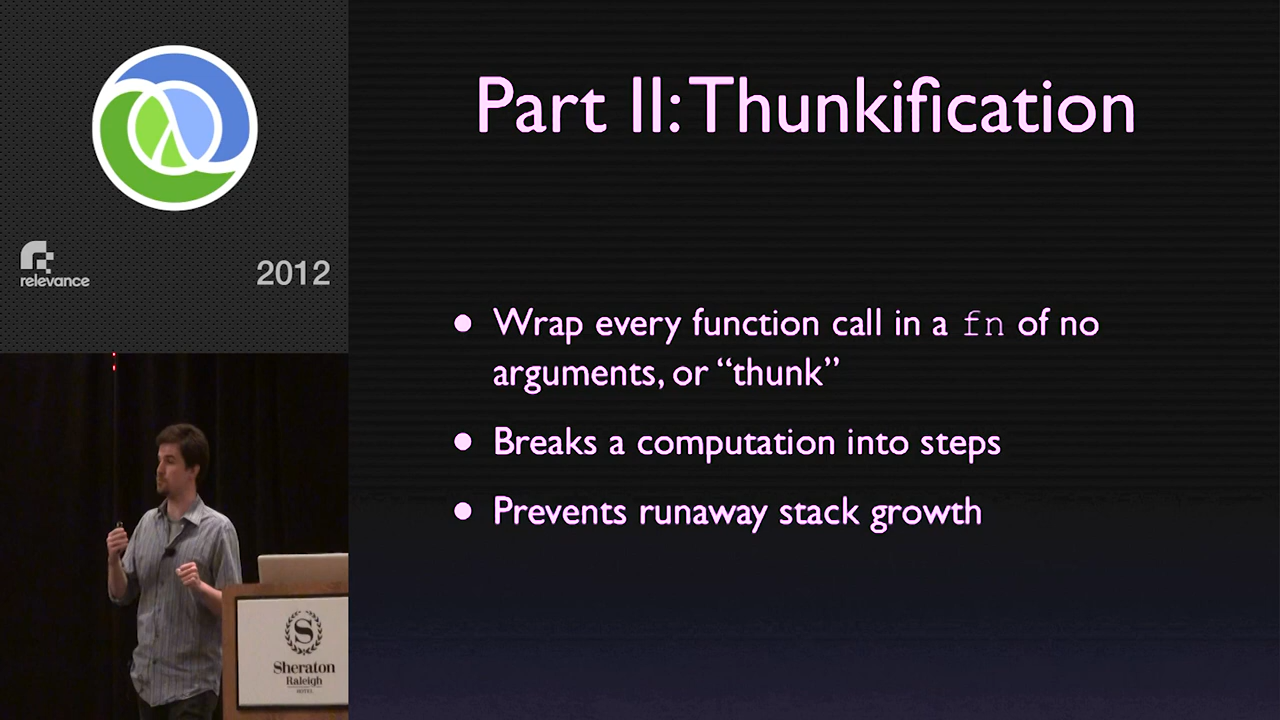 Part II: Thunkification
relevance
2012
• Wrap every function call in a fn of no
arguments, or “thunk”
• Breaks a computation into steps
• Prevents runaway stack growth
S
Sheraton
Raleigh
HOTEL